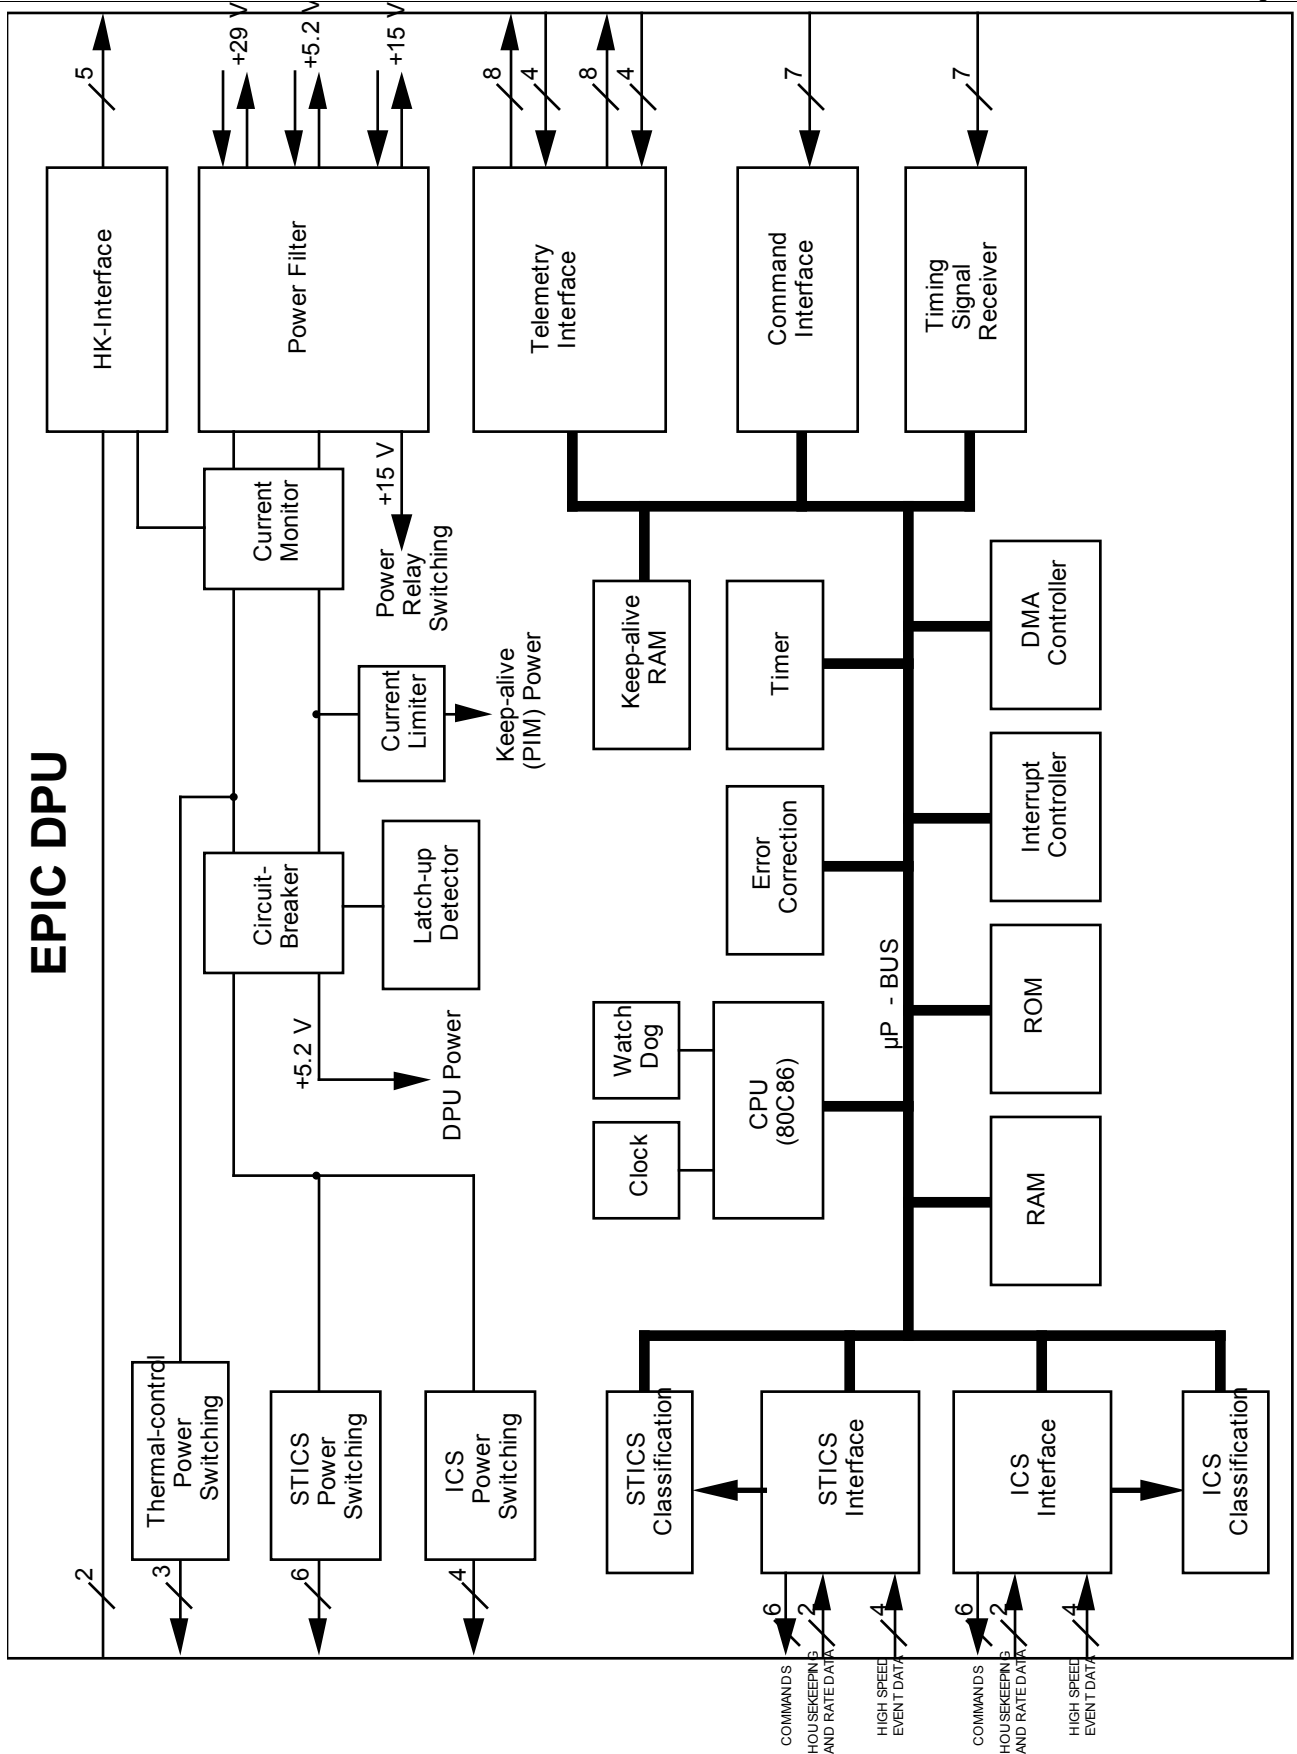 EPIC DPU
2
5
HK-Interface
+29 V
+5.2 V
+15 V
Power Filter
Current
Monitor
+15 V
Power
Relay
Switching
Current
Limiter
Keep-alive
(PIM) Power
Circuit-
Breaker
Latch-up
Detector
+5.2 V
DPU Power
Thermal-control
Power
Switching
3
STICS
Power
Switching
6
ICS
Power
Switching
4
8
4
8
4
Telemetry
Interface
7
Command
Interface
7
Timing
Signal
Receiver
Keep-alive
RAM
Timer
Error
Correction
Watch
Dog
Clock
CPU
(80C86)
µP - BUS
DMA
Controller
Interrupt
Controller
ROM
RAM
STICS
Classification
STICS
Interface
ICS
Interface
ICS
Classification
6
2
4
6
2
4
COMMANDS
HOUSEKEEPING
AND RATE DATA
HIGH SPEED
EVENT DATA
COMMANDS
HOUSEKEEPING
AND RATE DATA
HIGH SPEED
EVENT DATA